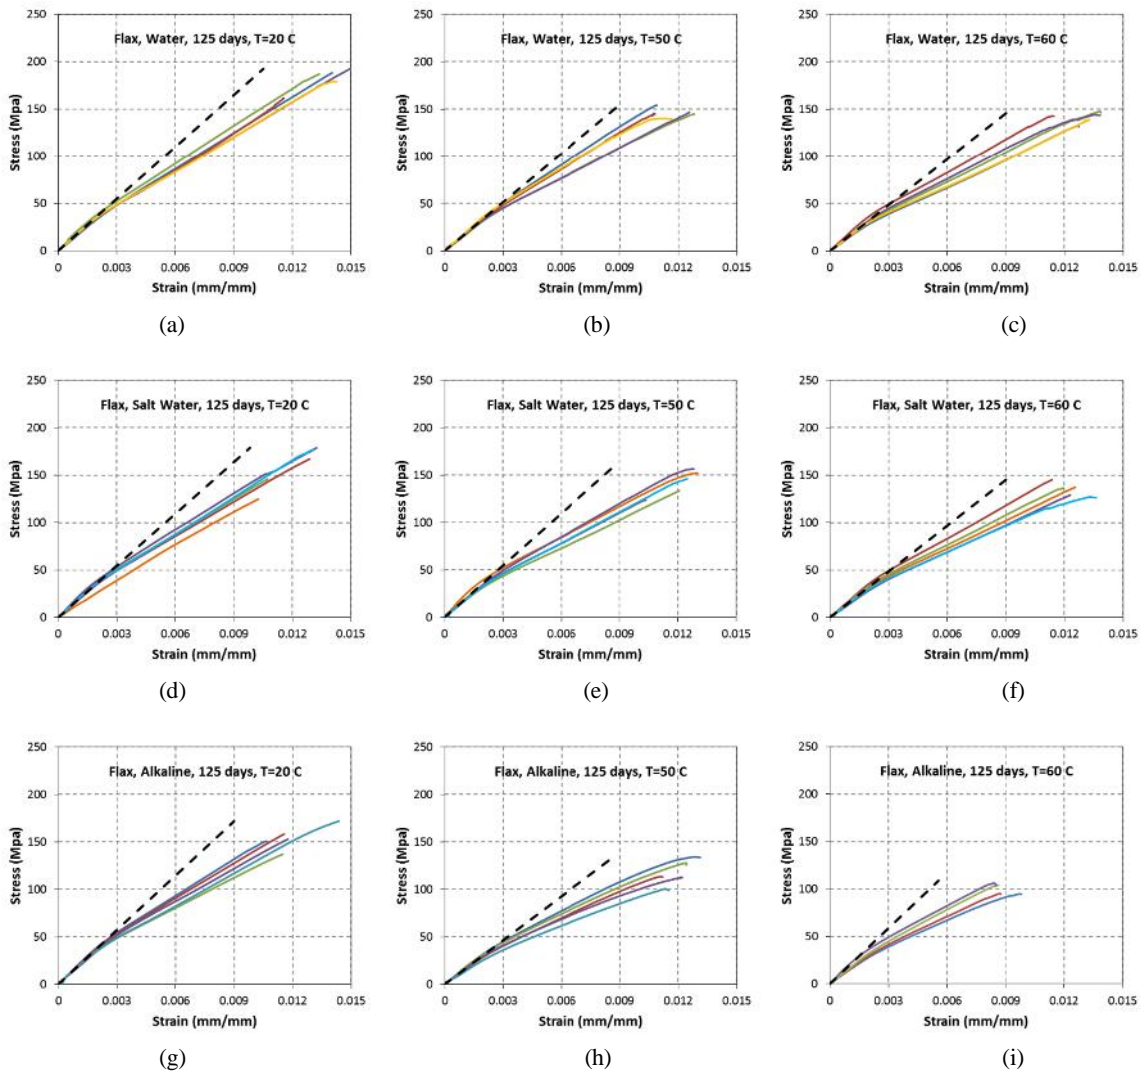 Flax, Water, 125 days, T=20 C
Stress (Mpa)
250
200
150
100
50
0
0 0.003 0.006 0.009 0.012 0.015
Strain (mm/mm)
(a)
Flax, Water, 125 days, T=50 C
Stress (Mpa)
250
200
150
100
50
0
0 0.003 0.006 0.009 0.012 0.015
Strain (mm/mm)
(b)
Flax, Water, 125 days, T=60 C
Stress (Mpa)
250
200
150
100
50
0
0 0.003 0.006 0.009 0.012 0.015
Strain (mm/mm)
(c)
Flax, Salt Water, 125 days, T=20 C
Stress (Mpa)
250
200
150
100
50
0
0 0.003 0.006 0.009 0.012 0.015
Strain (mm/mm)
(d)
Flax, Salt Water, 125 days, T=50 C
Stress (Mpa)
250
200
150
100
50
0
0 0.003 0.006 0.009 0.012 0.015
Strain (mm/mm)
(e)
Flax, Salt Water, 125 days, T=60 C
Stress (Mpa)
250
200
150
100
50
0
0 0.003 0.006 0.009 0.012 0.015
Strain (mm/mm)
(f)
Flax, Alkaline, 125 days, T=20 C
Stress (Mpa)
250
200
150
100
50
0
0 0.003 0.006 0.009 0.012 0.015
Strain (mm/mm)
(g)
Flax, Alkaline, 125 days, T=50 C
Stress (Mpa)
250
200
150
100
50
0
0 0.003 0.006 0.009 0.012 0.015
Strain (mm/mm)
(h)
Flax, Alkaline, 125 days, T=60 C
Stress (Mpa)
250
200
150
100
50
0
0 0.003 0.006 0.009 0.012 0.015
Strain (mm/mm)
(i)